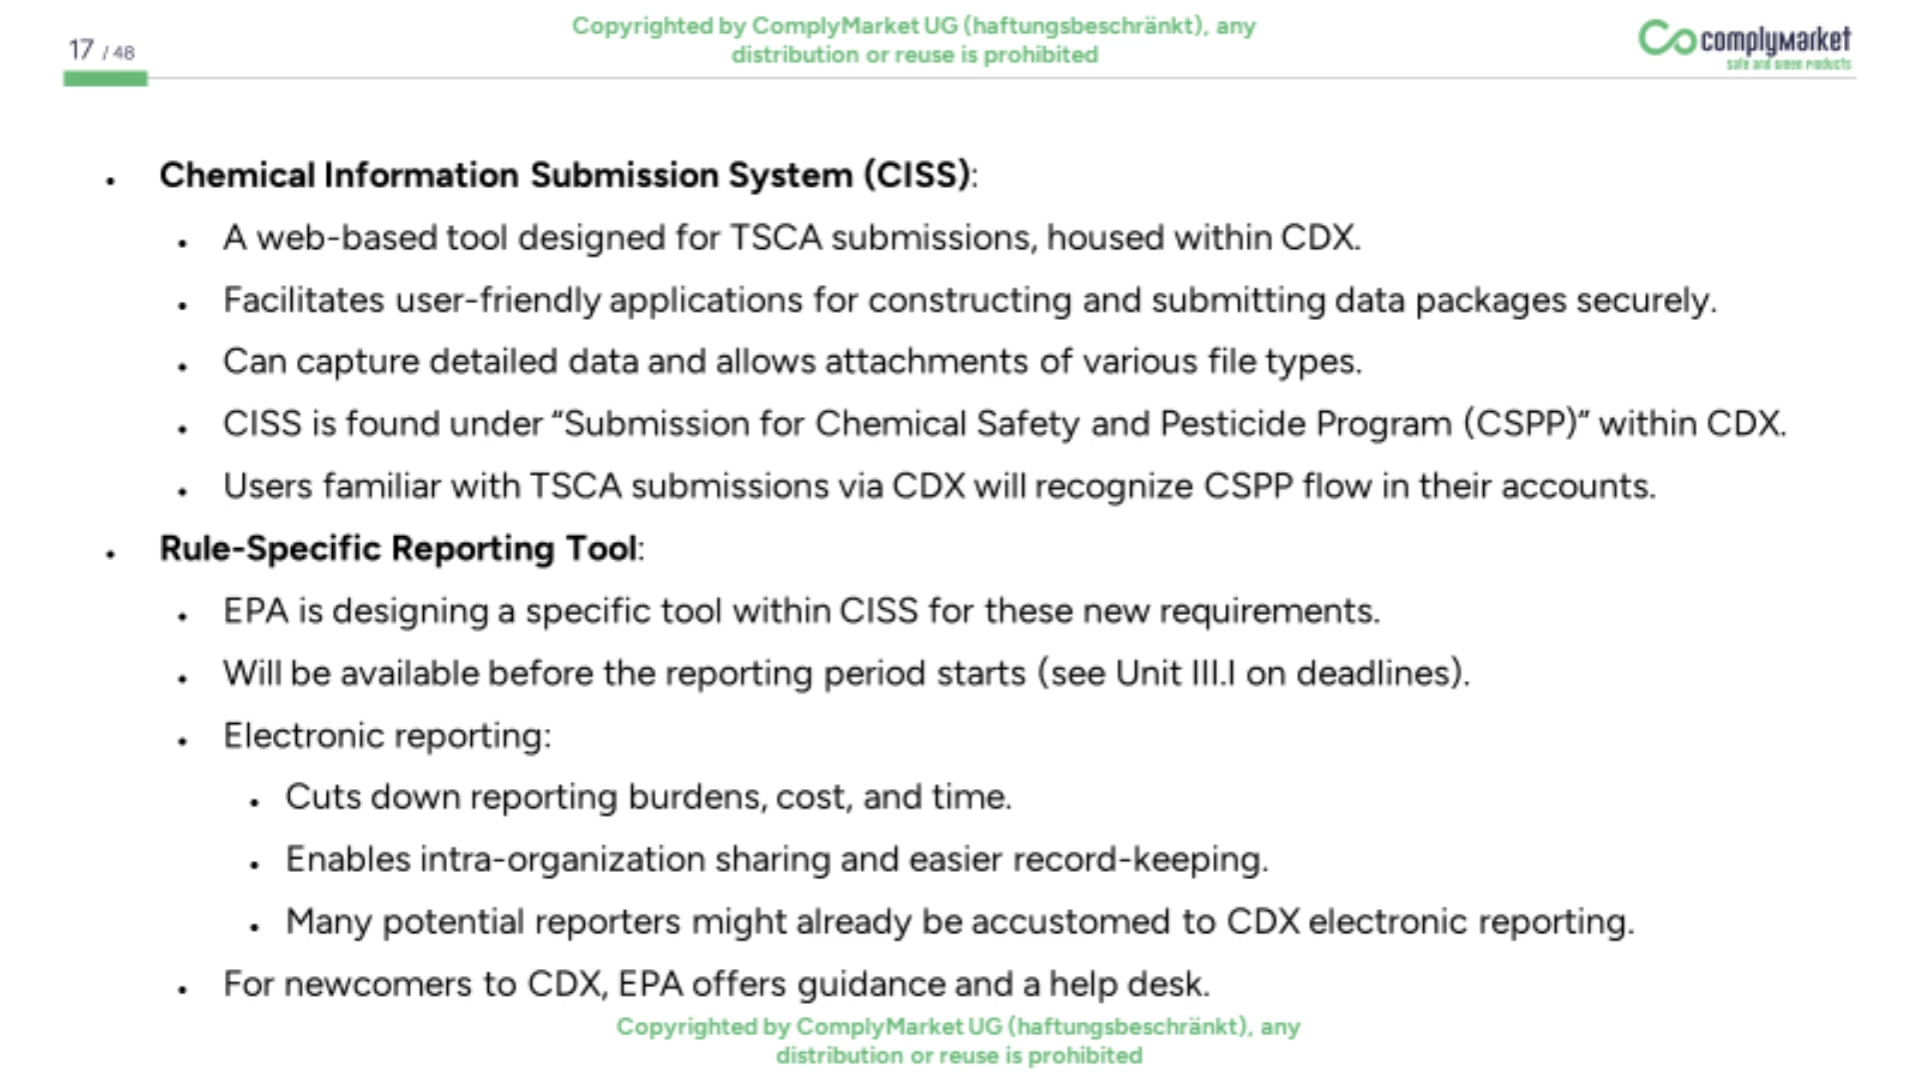 17 / 48
Copyrighted by ComplyMarket UG (haftungsbeschränkt), any
distribution or reuse is prohibited
complymarket
safe and green products
• Chemical Information Submission System (CISS):
• A web-based tool designed for TSCA submissions, housed within CDX.
• Facilitates user-friendly applications for constructing and submitting data packages securely.
• Can capture detailed data and allows attachments of various file types.
• CISS is found under “Submission for Chemical Safety and Pesticide Program (CSPP)” within CDX.
• Users familiar with TSCA submissions via CDX will recognize CSPP flow in their accounts.
• Rule-Specific Reporting Tool:
• EPA is designing a specific tool within CISS for these new requirements.
• Will be available before the reporting period starts (see Unit III.I on deadlines).
• Electronic reporting:
• Cuts down reporting burdens, cost, and time.
• Enables intra-organization sharing and easier record-keeping.
• Many potential reporters might already be accustomed to CDX electronic reporting.
• For newcomers to CDX, EPA offers guidance and a help desk.
Copyrighted by ComplyMarket UG (haftungsbeschränkt), any
distribution or reuse is prohibited